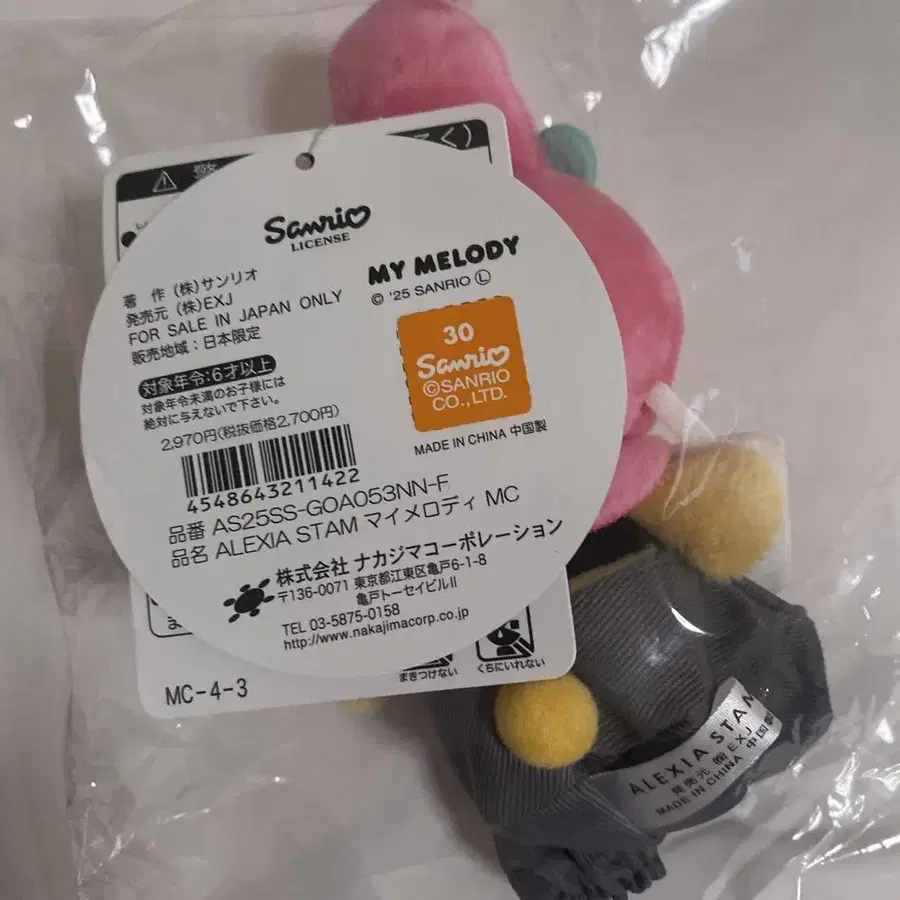 Sanrio
LICENSE
著 作 (株)サンリオ
発売元 (株)EXJ
FOR SALE IN JAPAN ONLY
販売地域:日本限定
対象年令:6才以上
対象年令未満のお子様には
絶対に与えないで下さい。
2,970円(税抜価格2,700円)
4548643211422
MY MELODY
© '25 SANRIO Ⓛ
30
Sanrio
©SANRIO
CO.,LTD.
MADE IN CHINA 中国製
品番 AS25SS-GOA053NN-F
品名 ALEXIA STAM マイメロディ MC
株式会社 ナカジマコーポレーション
〒136-0071 東京都江東区亀戸6-1-8
亀戸トーセイビルII
TEL 03-5875-0158
http://www.nakajimacorp.co.jp
まきつけない
くちにいれない
MC-4-3
ALEXIA STAM
発売元 ㈱EXJ
MADE IN CHINA 中国製